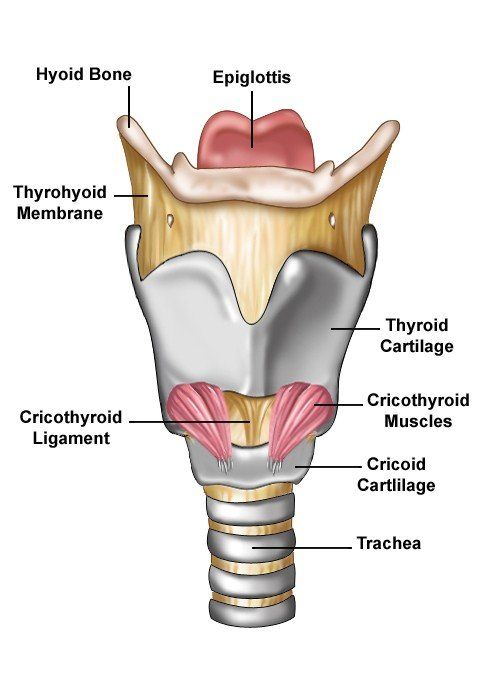 Hyoid Bone
Epiglottis
Thyrohyoid
Membrane
Thyroid
Cartilage
Cricothyroid
Muscles
Cricothyroid
Ligament
Cricoid
Cartlilage
Trachea